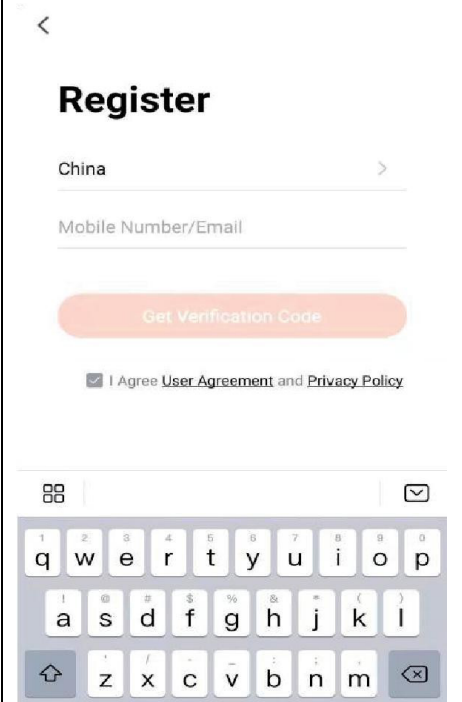 Register
China
Mobile Number/Email
Get Verification Code
I Agree User Agreement and Privacy Policy
1 2 3 4 5 6 7 8 9 0
q w e r t y u i o p
! @ # $ % & * ( )
a s d f g h j k l
' / - _ : ; ,
z x c v b n m